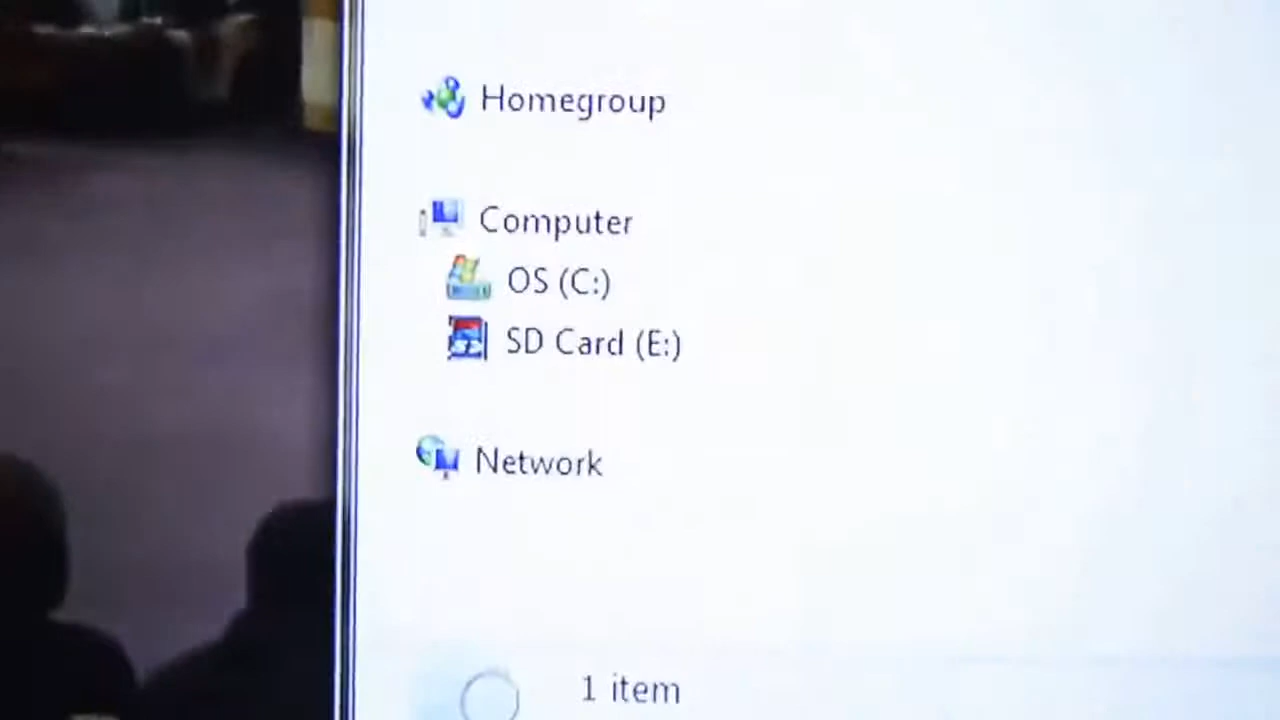 Homegroup
Computer
OS (C:)
SD Card (E:)
Network
1 item